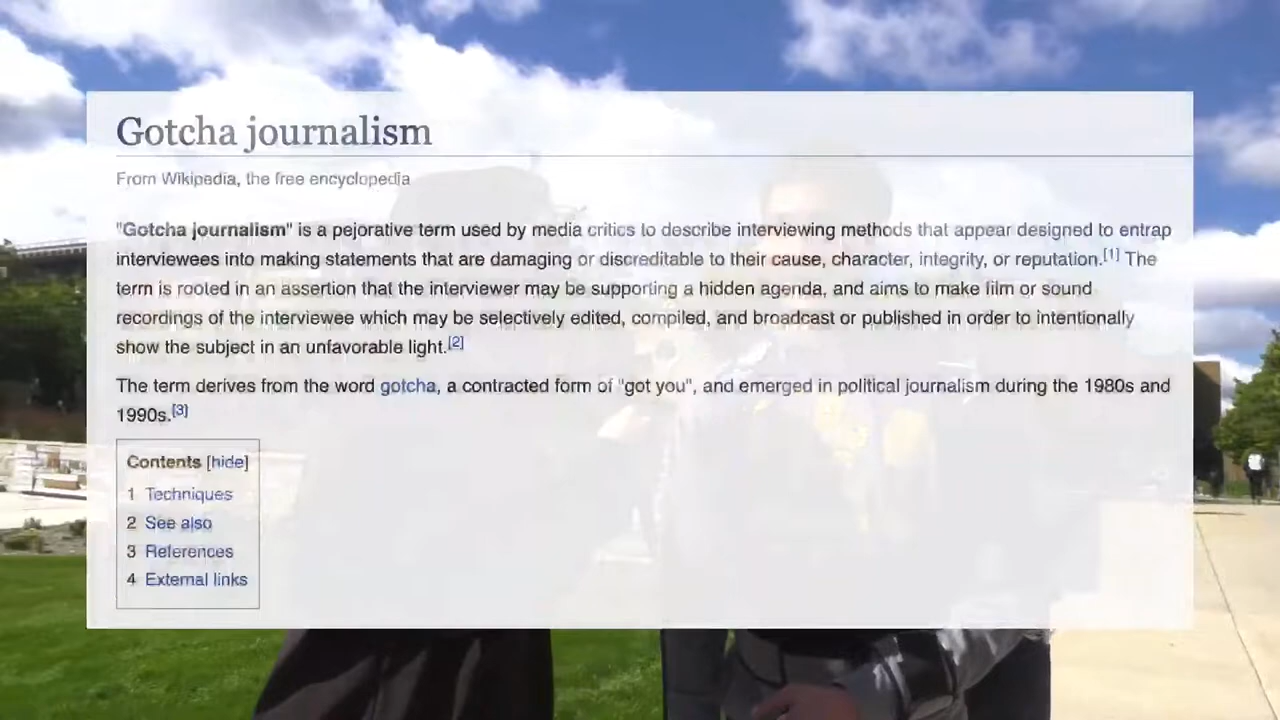 Gotcha journalism
From Wikipedia, the free encyclopedia
"Gotcha journalism" is a pejorative term used by media critics to describe interviewing methods that appear designed to entrap
interviewees into making statements that are damaging or discreditable to their cause, character, integrity, or reputation.[1] The
term is rooted in an assertion that the interviewer may be supporting a hidden agenda, and aims to make film or sound
recordings of the interviewee which may be selectively edited, compiled, and broadcast or published in order to intentionally
show the subject in an unfavorable light.[2]
The term derives from the word gotcha, a contracted form of "got you", and emerged in political journalism during the 1980s and
1990s.[3]
Contents [hide]
1 Techniques
2 See also
3 References
4 External links